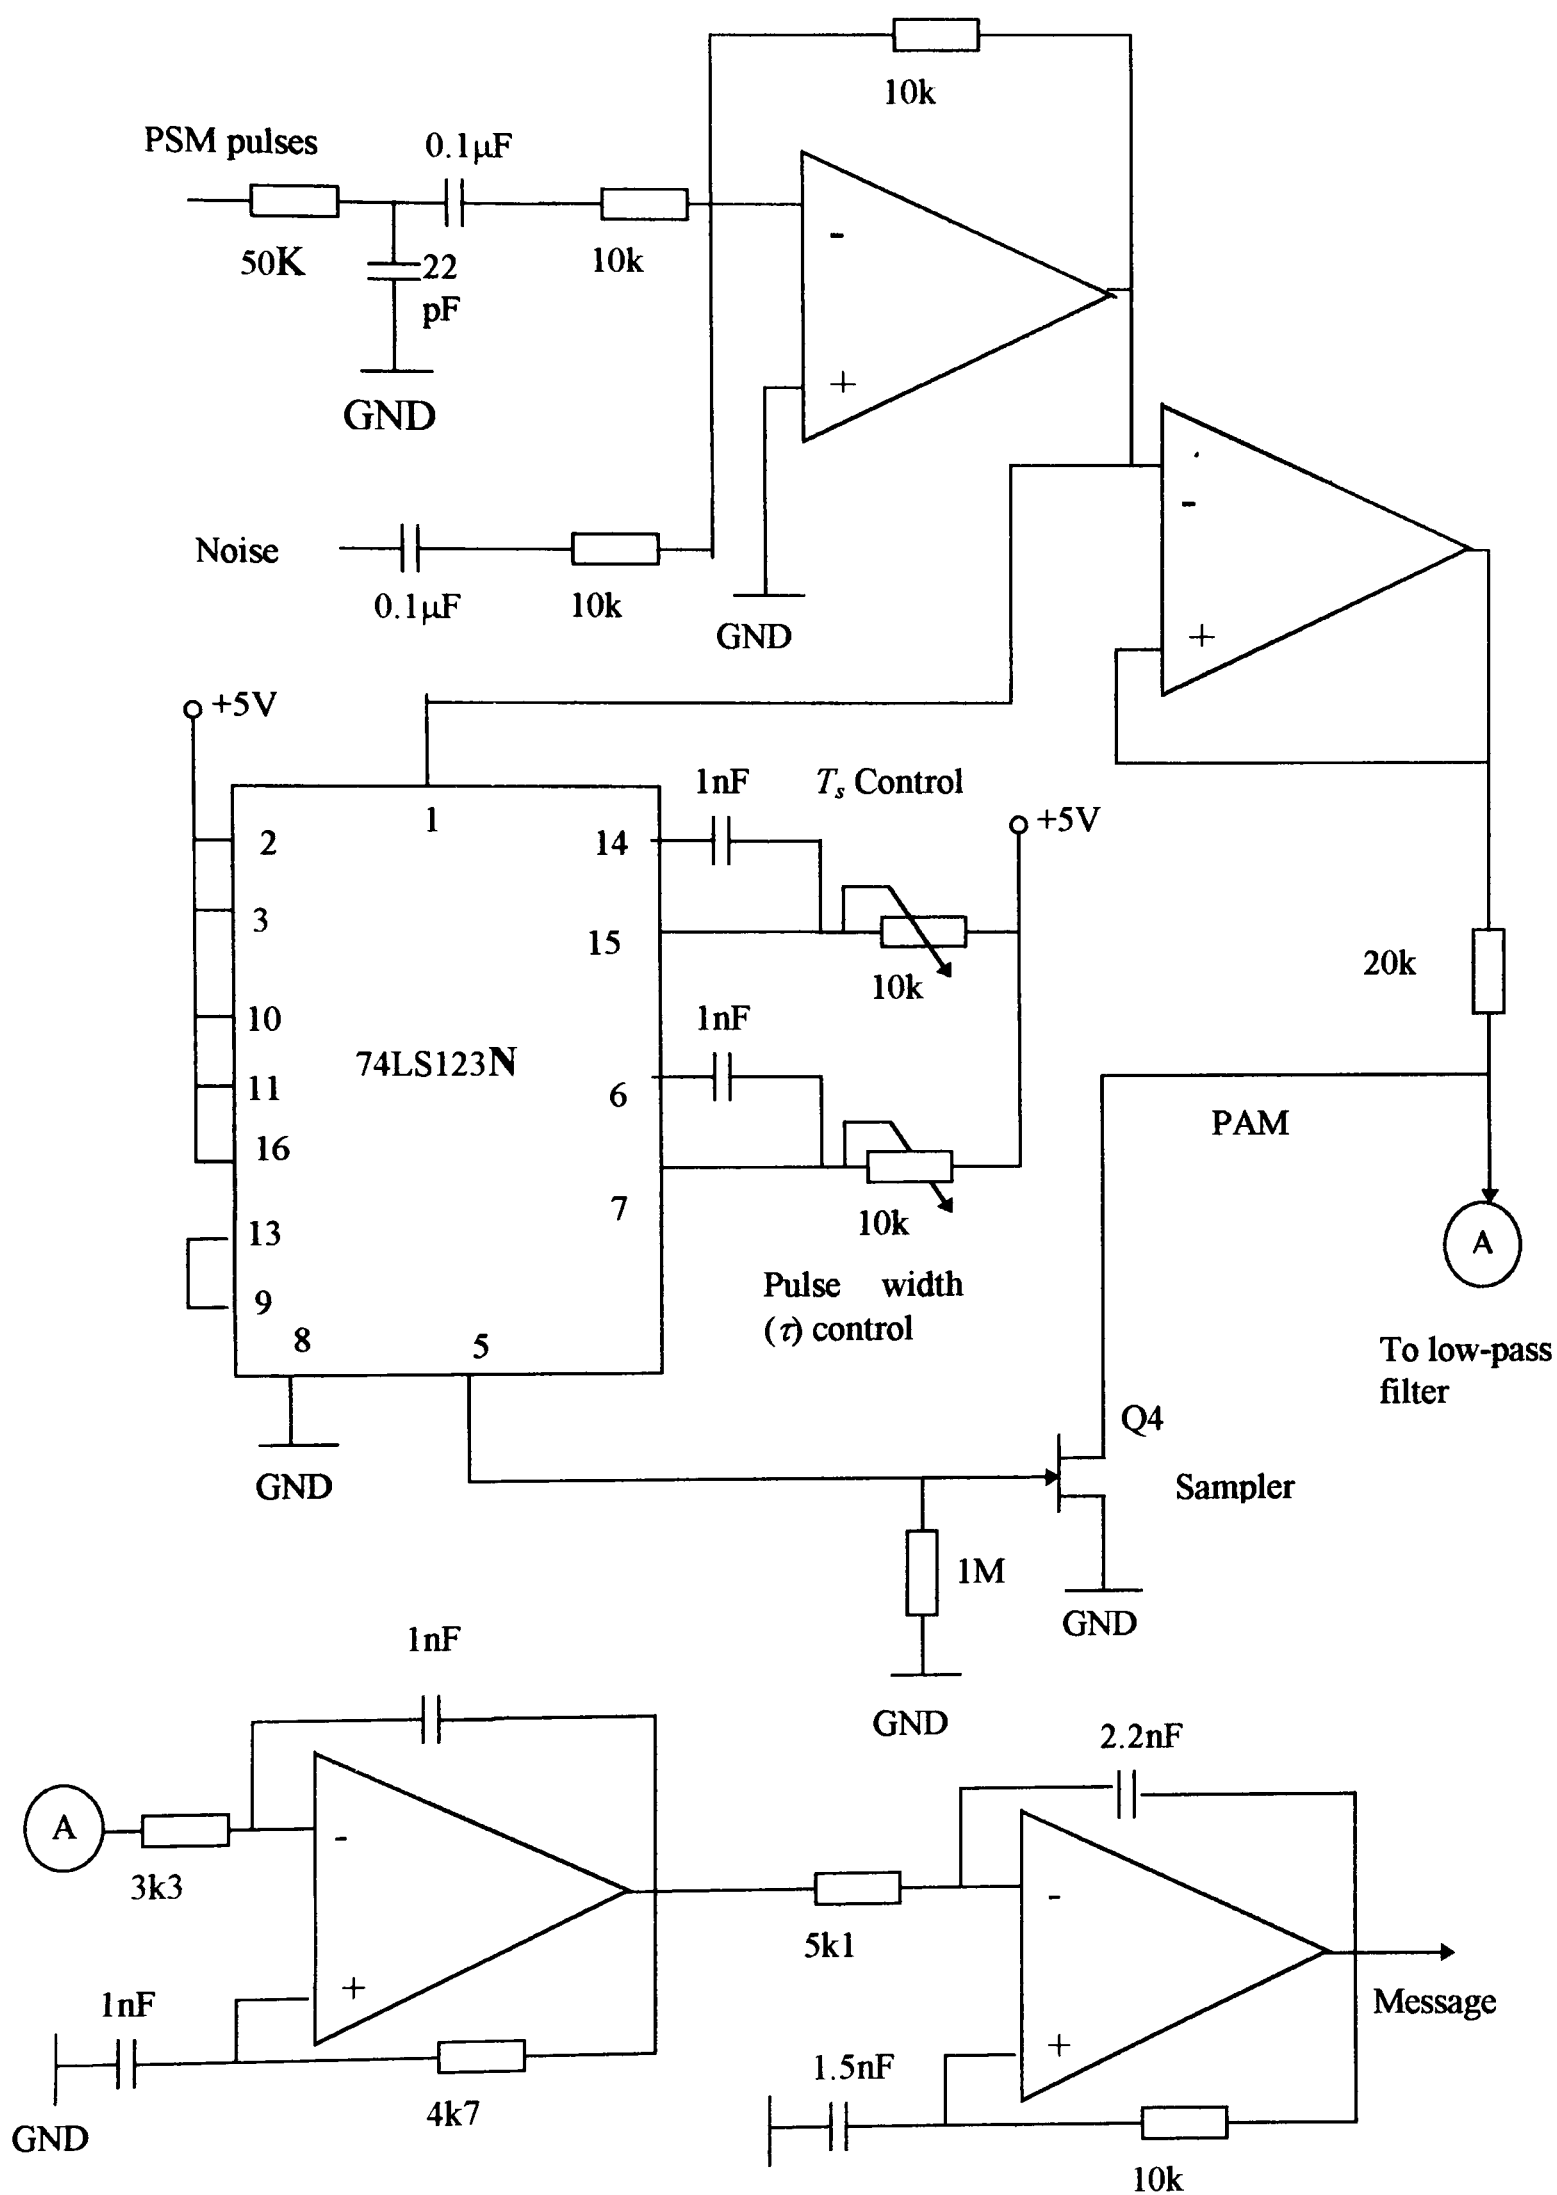 10k
PSM pulses
0.1μF
-
50K
22
pF
10k
+
GND
-
Noise
0.1μF
10k
GND
+
+5V
1nF
Ts Control
+5V
1
2
14
3
15
10k
20k
1nF
10
74LS123N
11
6
PAM
16
7
13
10k
A
9
Pulse width
(τ) control
8
5
To low-pass
filter
Q4
GND
Sampler
1M
GND
1nF
GND
2.2nF
A
-
3k3
-
5k1
+
1nF
Message
+
1.5nF
4k7
GND
10k